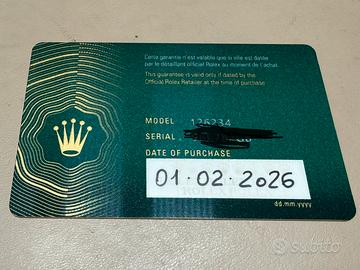 Cette garantie n'est valable que si elle est datée
par le détaillant officiel Rolex au moment de l'achat.
This guarantee is valid only if dated by the
Official Rolex Retailer at the time of purchase
MODEL 126234
SERIAL
DATE OF PURCHASE
01·02·2026
dd.mm.yyyy
subito